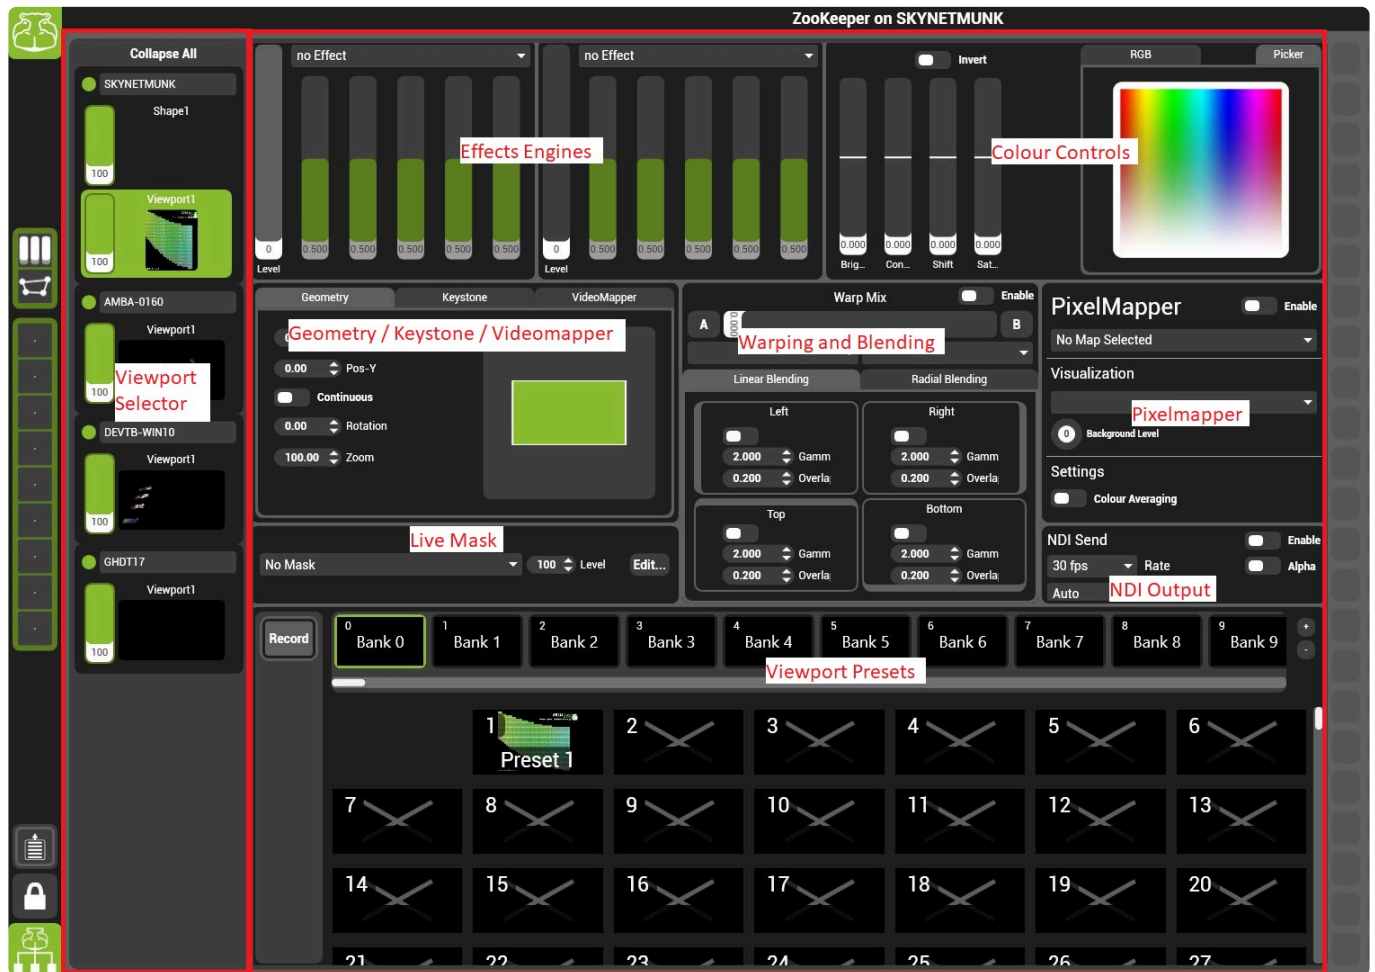 ZooKeeper on SKYNETMUNK
Collapse All
SKYNETMUNK
Shape1
100
Viewport1
100
AMBA-0160
Viewport1
100
Viewport
Selector
DEVTB-WIN10
Viewport1
100
GHDT17
Viewport1
100
no Effect
0
0.500
0.500
0.500
0.500
0.500
Level
no Effect
0
0.500
0.500
0.500
0.500
0.500
Level
Effects Engines
Invert
0.000
0.000
0.000
0.000
Brig...
Con...
Shift
Sat...
Colour Controls
RGB
Picker
Geometry
Keystone
VideoMapper
Geometry / Keystone / Videomapper
0.00
Pos-Y
Continuous
0.00
Rotation
100.00
Zoom
Live Mask
No Mask
100
Level
Edit...
Warp Mix
Enable
A
0.000
B
Warping and Blending
Linear Blending
Radial Blending
Left
2.000
Gamm
0.200
Overla
Right
2.000
Gamm
0.200
Overla
Top
2.000
Gamm
0.200
Overla
Bottom
2.000
Gamm
0.200
Overla
PixelMapper
Enable
No Map Selected
Visualization
Pixelmapper
0
Background Level
Settings
Colour Averaging
NDI Send
Enable
30 fps
Rate
Alpha
Auto
NDI Output
Record
0
Bank 0
1
Bank 1
2
Bank 2
3
Bank 3
4
Bank 4
5
Bank 5
6
Bank 6
7
Bank 7
8
Bank 8
9
Bank 9
+
-
Viewport Presets
1
Preset 1
2
3
4
5
6
7
8
9
10
11
12
13
14
15
16
17
18
19
20
21
22
23
24
25
26
27